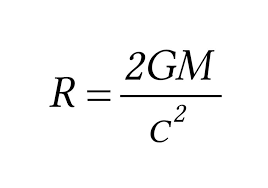 R = 2GM / c²